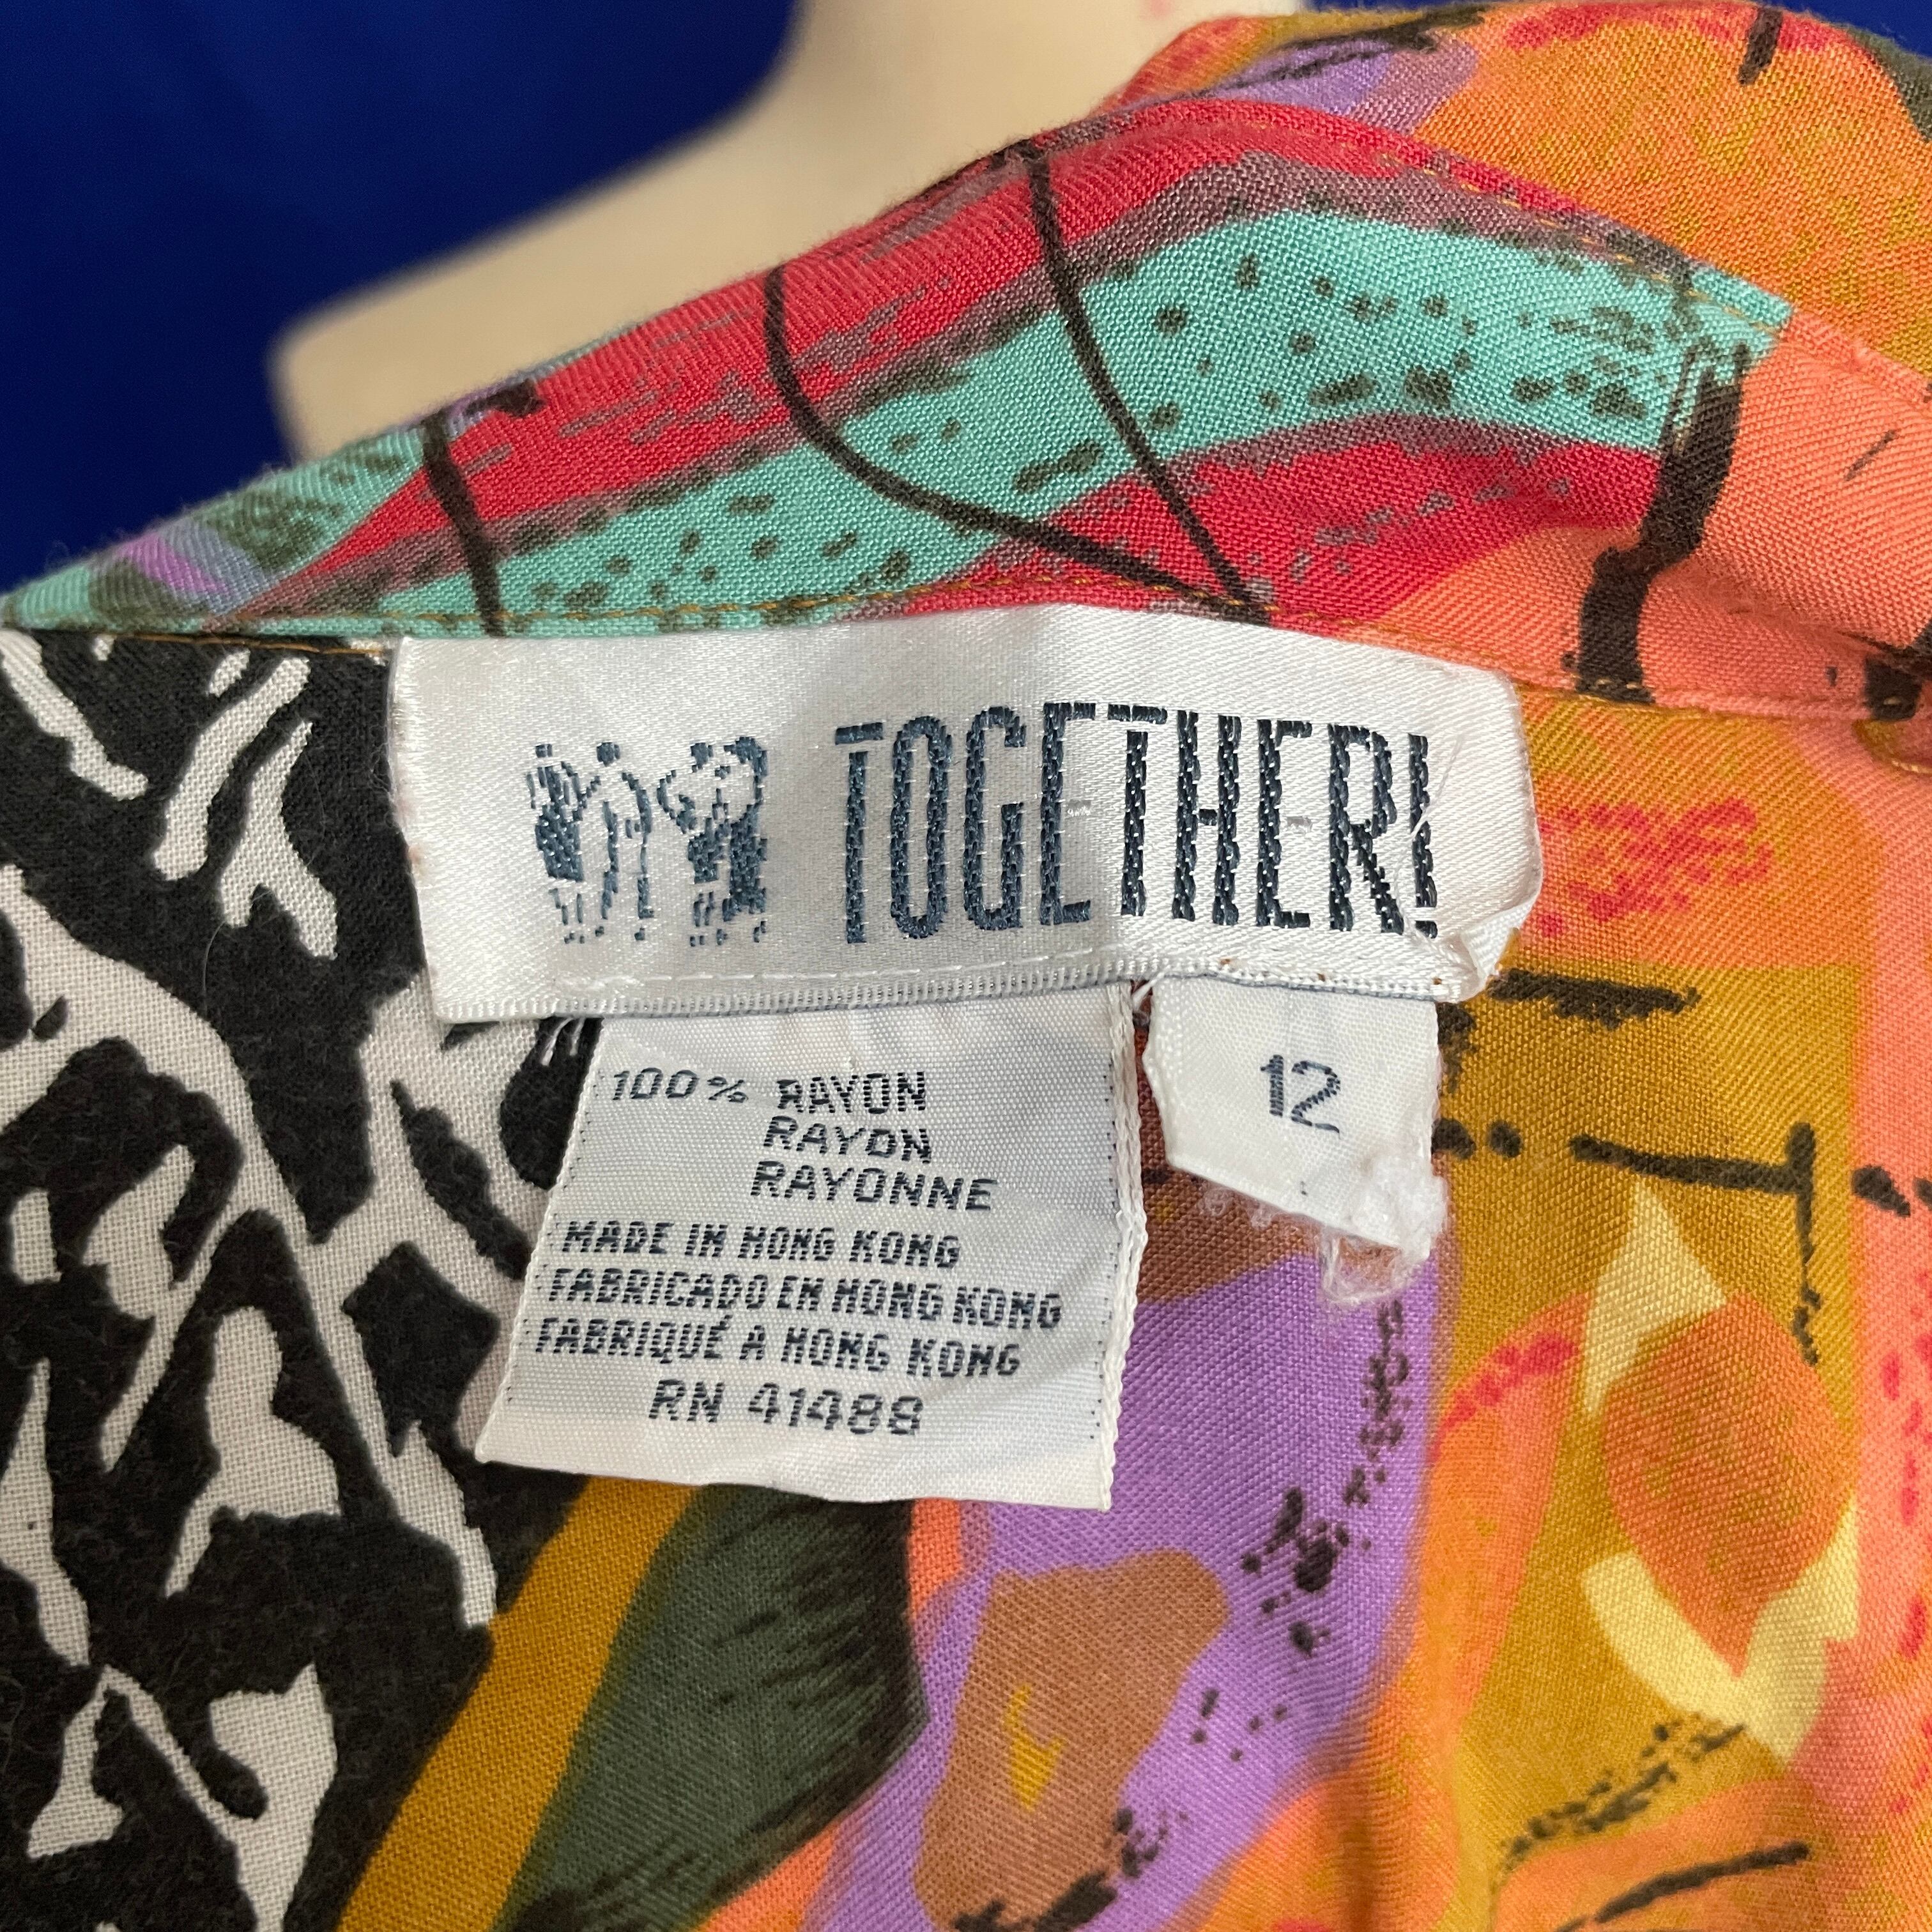 TOGETHER!
12
100% RAYON
RAYON
RAYONNE
MADE IN HONG KONG
FABRICADO EN HONG KONG
FABRIQUÉ A HONG KONG
RN 41488